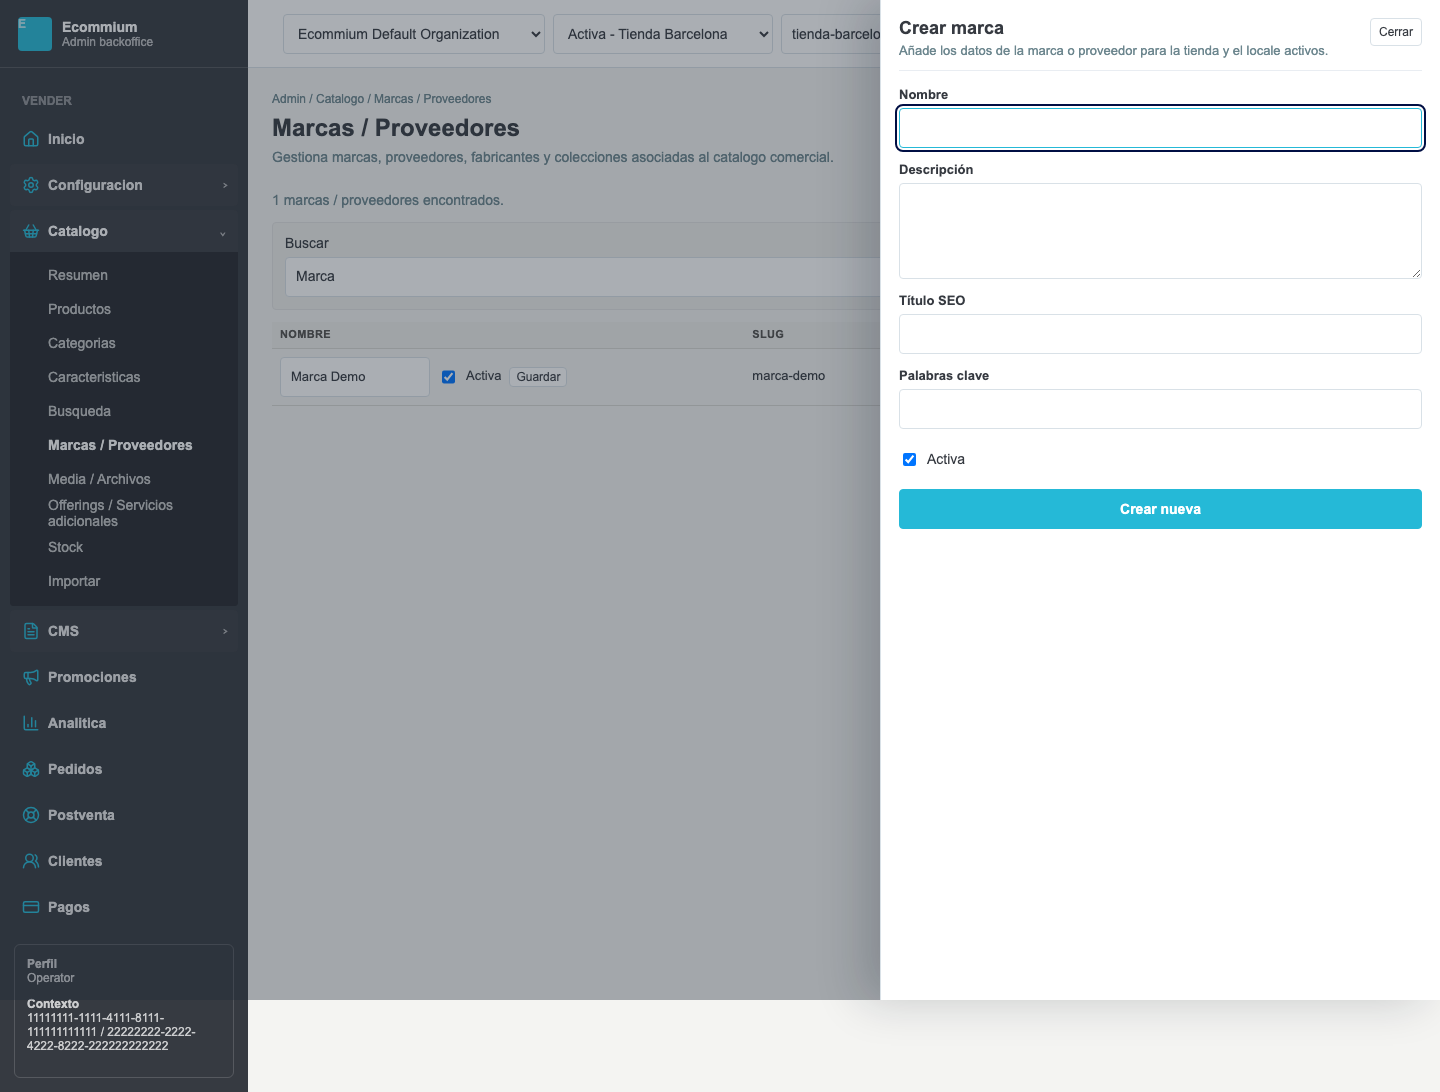 E
Ecommium
Admin backoffice
VENDER
Inicio
Configuracion
Catalogo
Resumen
Productos
Categorias
Caracteristicas
Busqueda
Marcas / Proveedores
Media / Archivos
Offerings / Servicios
adicionales
Stock
Importar
CMS
Promociones
Analitica
Pedidos
Postventa
Clientes
Pagos
Perfil
Operator
Contexto
11111111-1111-4111-8111-
111111111111 / 22222222-2222-
4222-8222-222222222222
Ecommium Default Organization
Activa - Tienda Barcelona
tienda-barcelo
Admin / Catalogo / Marcas / Proveedores
Marcas / Proveedores
Gestiona marcas, proveedores, fabricantes y colecciones asociadas al catalogo comercial.
1 marcas / proveedores encontrados.
Buscar
Marca
NOMBRE SLUG
Marca Demo Activa Guardar marca-demo
Crear marca
Cerrar
Añade los datos de la marca o proveedor para la tienda y el locale activos.
Nombre
Descripción
Título SEO
Palabras clave
Activa
Crear nueva